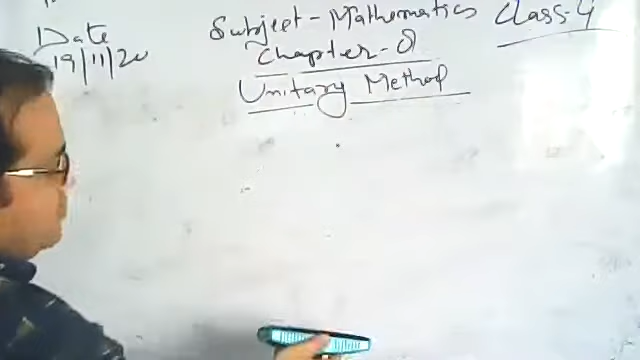 Subject - Mathematics Class-4
Date
Chapter-8
19/11/20
Unitary Method